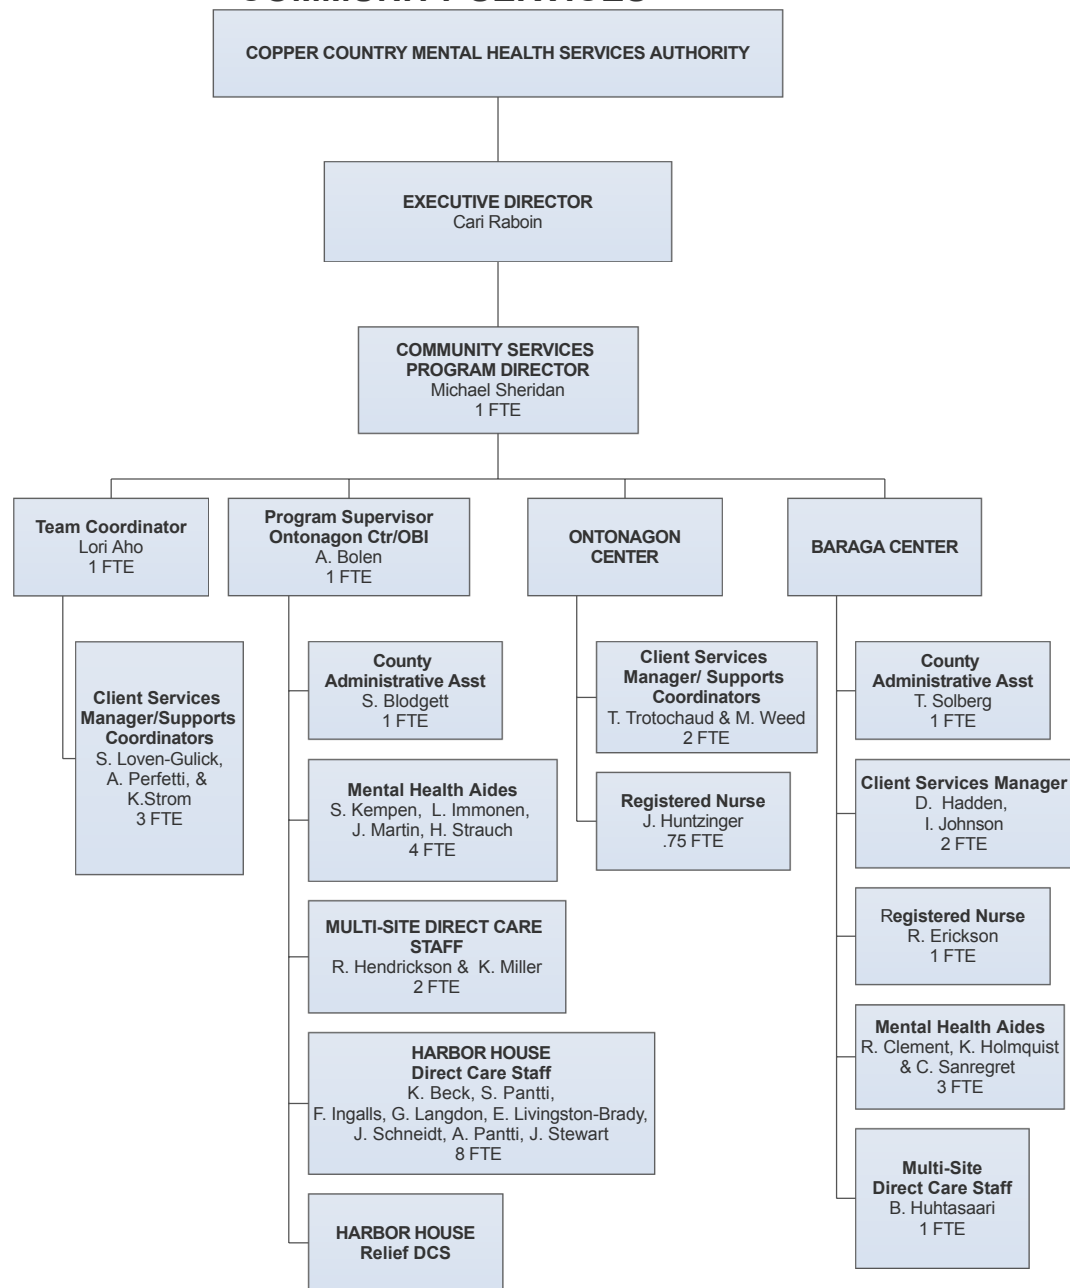 COMMUNITY SERVICES
COPPER COUNTRY MENTAL HEALTH SERVICES AUTHORITY
EXECUTIVE DIRECTOR
Cari Raboin
COMMUNITY SERVICES
PROGRAM DIRECTOR
Michael Sheridan
1 FTE
Team Coordinator
Lori Aho
1 FTE
Program Supervisor
Ontonagon Ctr/OBI
A. Bolen
1 FTE
ONTONAGON
CENTER
BARAGA CENTER
Client Services
Manager/Supports
Coordinators
S. Loven-Gulick,
A. Perfetti, &
K.Strom
3 FTE
County
Administrative Asst
S. Blodgett
1 FTE
Mental Health Aides
S. Kempen, L. Immonen,
J. Martin, H. Strauch
4 FTE
MULTI-SITE DIRECT CARE
STAFF
R. Hendrickson & K. Miller
2 FTE
HARBOR HOUSE
Direct Care Staff
K. Beck, S. Pantti,
F. Ingalls, G. Langdon, E. Livingston-Brady,
J. Schneidt, A. Pantti, J. Stewart
8 FTE
HARBOR HOUSE
Relief DCS
Client Services
Manager/ Supports
Coordinators
T. Trotochaud & M. Weed
2 FTE
Registered Nurse
J. Huntzinger
.75 FTE
County
Administrative Asst
T. Solberg
1 FTE
Client Services Manager
D. Hadden,
I. Johnson
2 FTE
Registered Nurse
R. Erickson
1 FTE
Mental Health Aides
R. Clement, K. Holmquist
& C. Sanregret
3 FTE
Multi-Site
Direct Care Staff
B. Huhtasaari
1 FTE